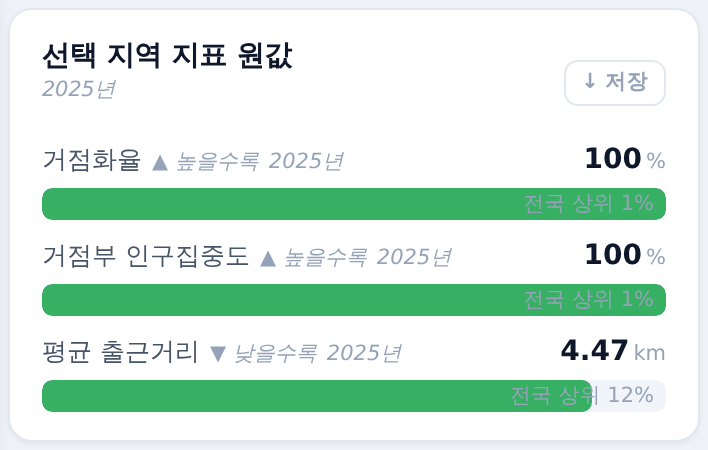 선택 지역 지표 원값
2025년
↓ 저장
거점화율 ▲ 높을수록 2025년 100 %
전국 상위 1%
거점부 인구집중도 ▲ 높을수록 2025년 100 %
전국 상위 1%
평균 출근거리 ▼ 낮을수록 2025년 4.47 km
전국 상위 12%